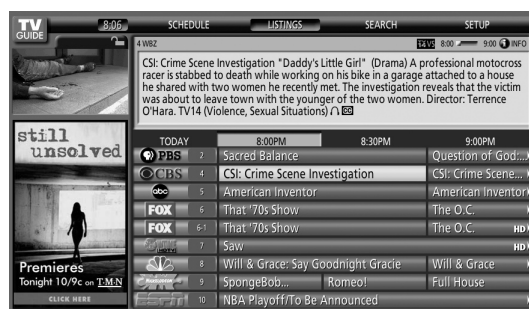 TV GUIDE 8:06 SCHEDULE LISTINGS SEARCH SETUP
4 WBZ 14 VS 8:00 9:00 i INFO
CSI: Crime Scene Investigation "Daddy's Little Girl" (Drama) A professional motocross
racer is stabbed to death while working on his bike in a garage attached to a house
he shared with two women he recently met. The investigation reveals that the victim
was about to leave town with the younger of the two women. Director: Terrence
O'Hara. TV14 (Violence, Sexual Situations)
still
unsolved
Premieres
Tonight 10/9c on T·M·N
CLICK HERE
TODAY 8:00PM 8:30PM 9:00PM
PBS 2 Sacred Balance Question of God:...
CBS 4 CSI: Crime Scene Investigation CSI: Crime Scene...
abc 5 American Inventor American Inventor
FOX 6 That '70s Show The O.C.
FOX 6-1 That '70s Show The O.C. HD
7 Saw HD
8 Will & Grace: Say Goodnight Gracie Will & Grace
9 SpongeBob... Romeo! Full House
ESPN 10 NBA Playoff/To Be Announced